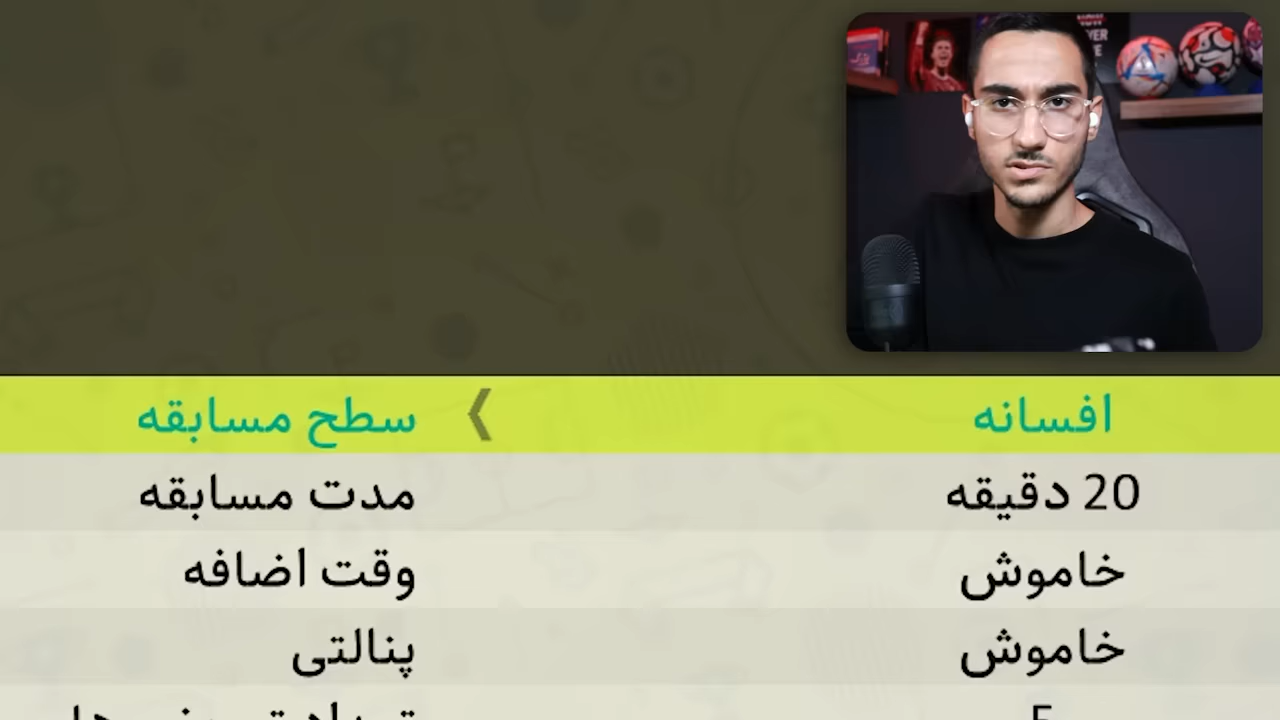 سطح مسابقه 《 افسانه
مدت مسابقه 20 دقیقه
وقت اضافه خاموش
پنالتی خاموش